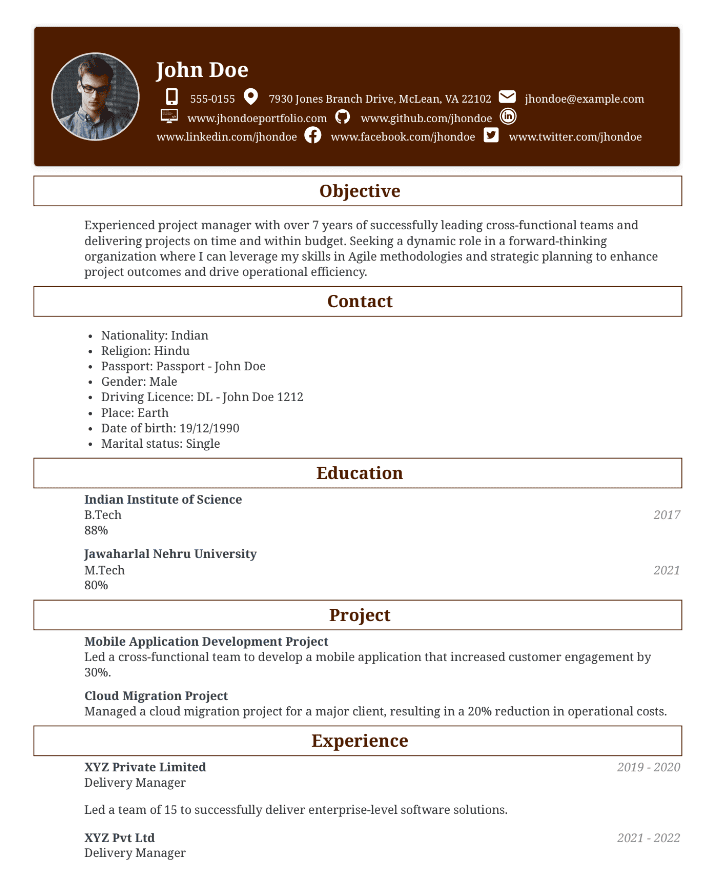 John Doe
555-0155 7930 Jones Branch Drive, McLean, VA 22102 jhondoe@example.com
www.jhondoeportfolio.com www.github.com/jhondoe
www.linkedin.com/jhondoe www.facebook.com/jhondoe www.twitter.com/jhondoe
Objective
Experienced project manager with over 7 years of successfully leading cross-functional teams and
delivering projects on time and within budget. Seeking a dynamic role in a forward-thinking
organization where I can leverage my skills in Agile methodologies and strategic planning to enhance
project outcomes and drive operational efficiency.
Contact
• Nationality: Indian
• Religion: Hindu
• Passport: Passport - John Doe
• Gender: Male
• Driving Licence: DL - John Doe 1212
• Place: Earth
• Date of birth: 19/12/1990
• Marital status: Single
Education
Indian Institute of Science
B.Tech 2017
88%
Jawaharlal Nehru University
M.Tech 2021
80%
Project
Mobile Application Development Project
Led a cross-functional team to develop a mobile application that increased customer engagement by
30%.
Cloud Migration Project
Managed a cloud migration project for a major client, resulting in a 20% reduction in operational costs.
Experience
XYZ Private Limited 2019 - 2020
Delivery Manager
Led a team of 15 to successfully deliver enterprise-level software solutions.
XYZ Pvt Ltd 2021 - 2022
Delivery Manager